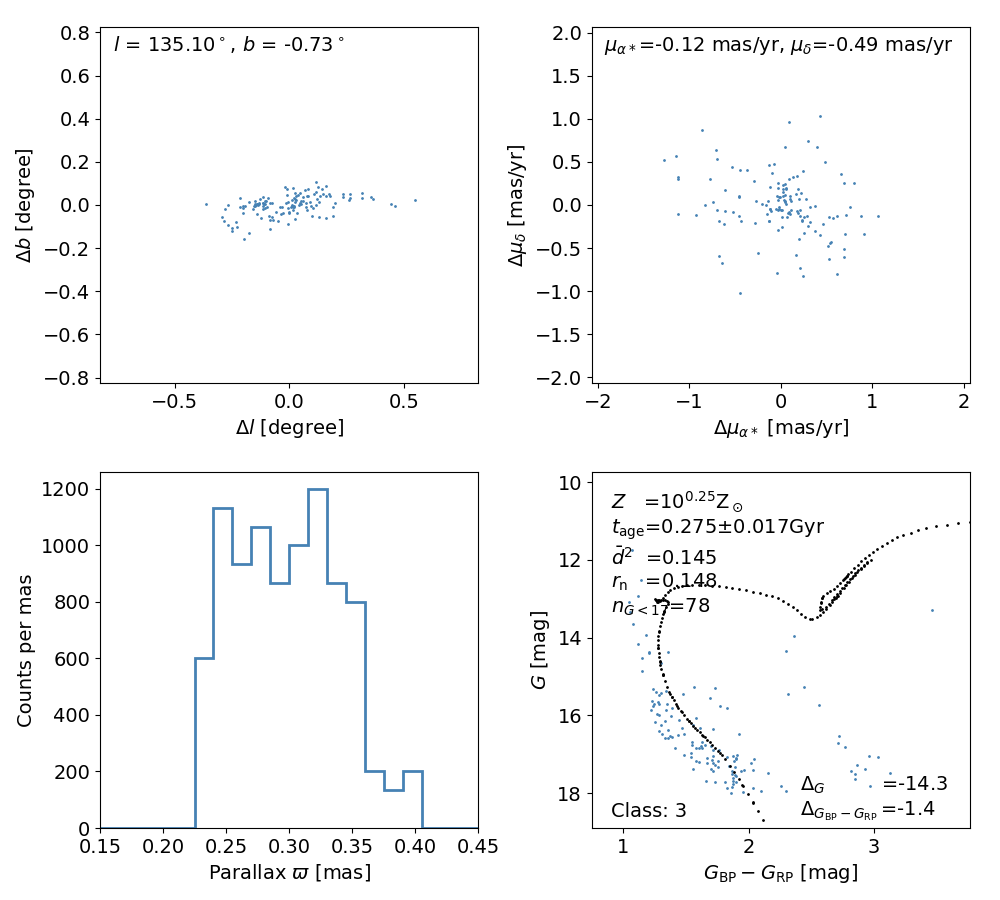 l = 135.10°, b = -0.73°
0.8
0.6
0.4
0.2
0.0
−0.2
−0.4
−0.6
−0.8
Δb [degree]
−0.5 0.0 0.5
Δl [degree]
μα*=-0.12 mas/yr, μδ=-0.49 mas/yr
2.0
1.5
1.0
0.5
0.0
−0.5
−1.0
−1.5
−2.0
Δμδ [mas/yr]
−2 −1 0 1 2
Δμα* [mas/yr]
1200
1000
800
600
400
200
0
Counts per mas
0.15 0.20 0.25 0.30 0.35 0.40 0.45
Parallax ϖ [mas]
10
12
14
16
18
G [mag]
Z =10^0.25 Z⊙
t_age=0.275±0.017Gyr
d̄² =0.145
r_n =0.148
n_G<17=78
Δ_G =-14.3
Class: 3 Δ_G_BP−G_RP=-1.4
1 2 3
G_BP − G_RP [mag]